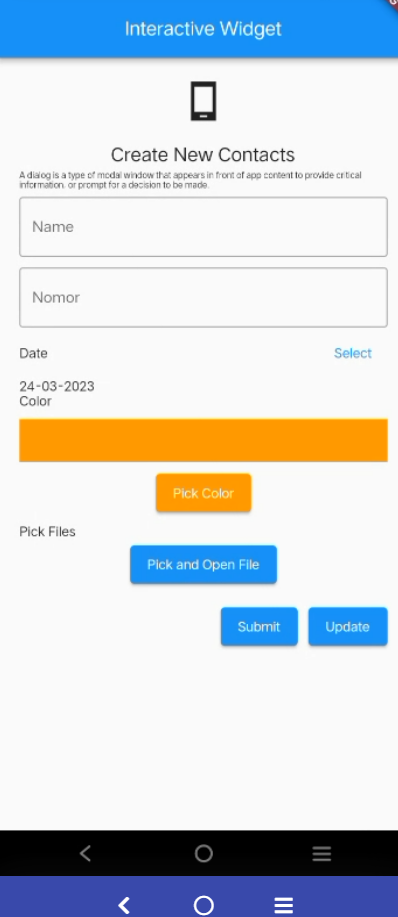 Interactive Widget
Create New Contacts
A dialog is a type of modal window that appears in front of app content to provide critical
information, or prompt for a decision to be made.
Name
Nomor
Date Select
24-03-2023
Color
Pick Color
Pick Files
Pick and Open File
Submit Update